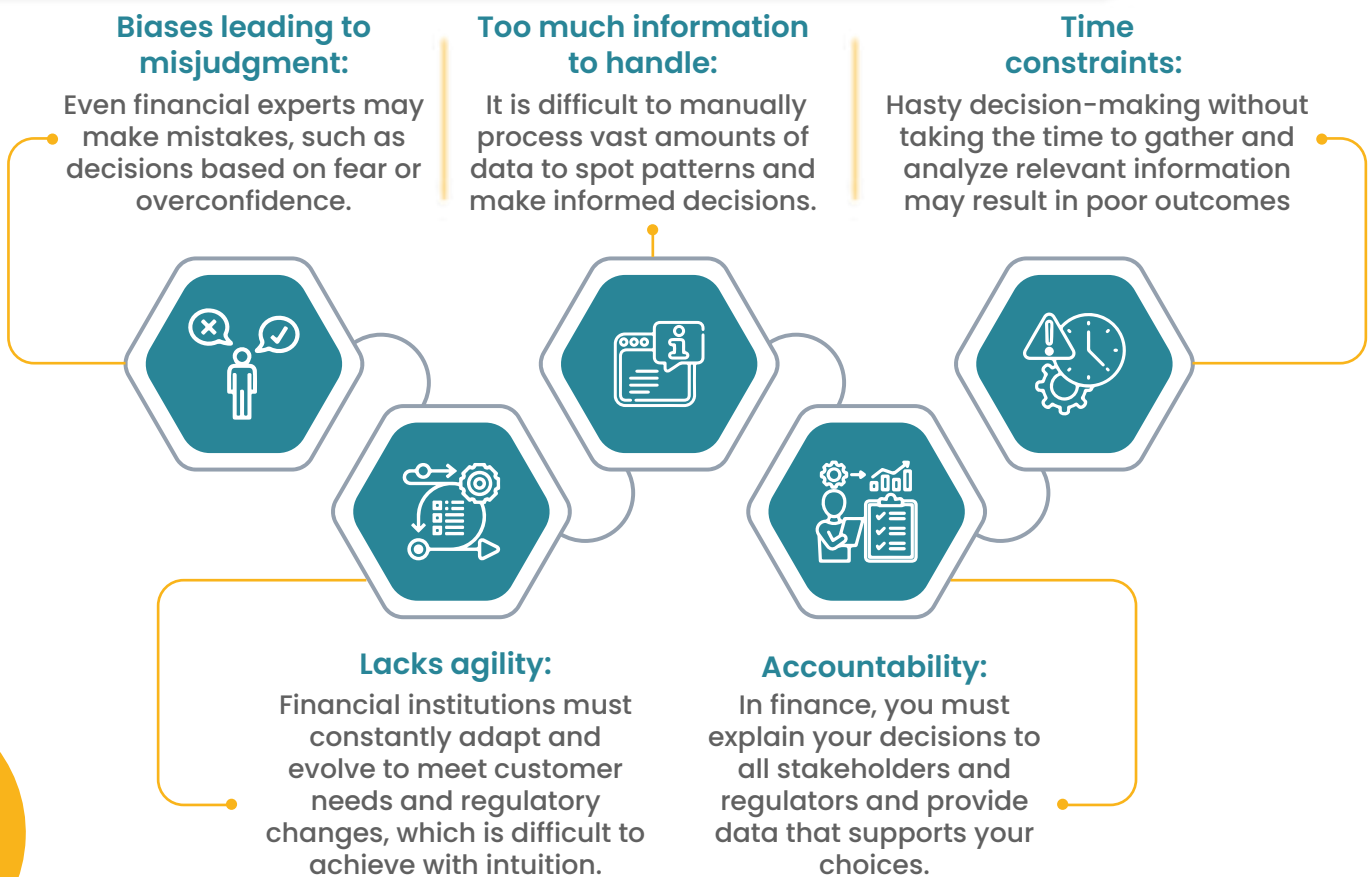 Biases leading to
misjudgment:
Even financial experts may
make mistakes, such as
decisions based on fear or
overconfidence.
Too much information
to handle:
It is difficult to manually
process vast amounts of
data to spot patterns and
make informed decisions.
Time
constraints:
Hasty decision-making without
taking the time to gather and
analyze relevant information
may result in poor outcomes
Lacks agility:
Financial institutions must
constantly adapt and
evolve to meet customer
needs and regulatory
changes, which is difficult to
achieve with intuition.
Accountability:
In finance, you must
explain your decisions to
all stakeholders and
regulators and provide
data that supports your
choices.